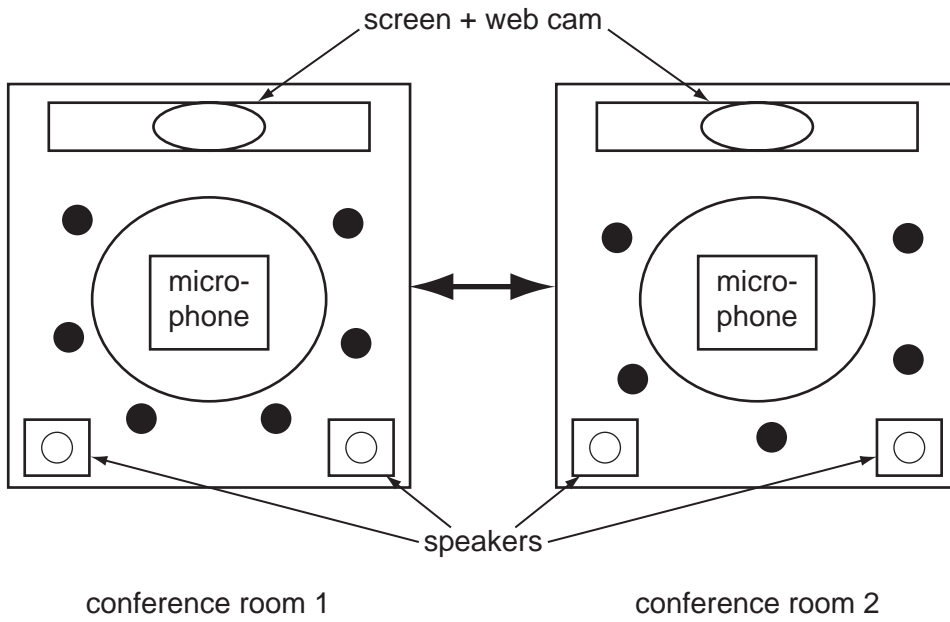 screen + web cam
micro-
phone
micro-
phone
speakers
conference room 1
conference room 2